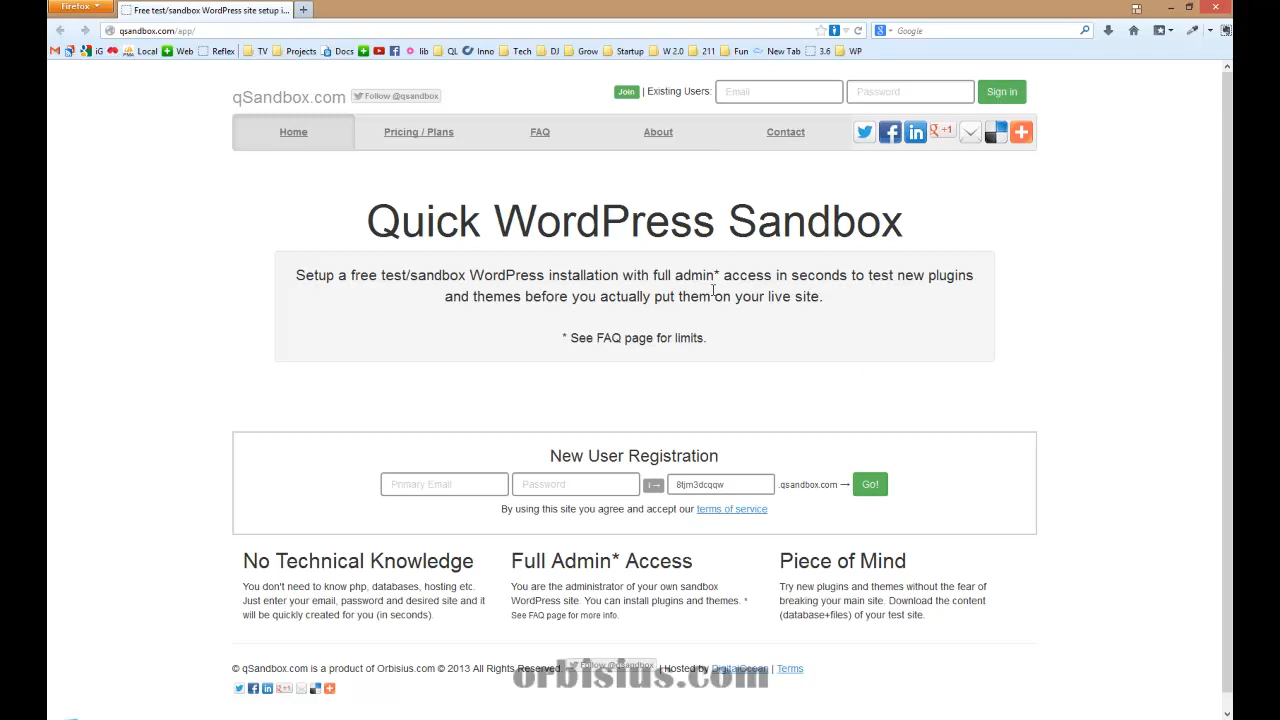 Firefox
Free test/sandbox WordPress site setup i...
qsandbox.com/app/
Google
iG Local Web Reflex TV Projects Docs lib QL Inno Tech DJ Grow Startup W 2.0 211 Fun New Tab 3.6 WP
qSandbox.com Follow @qsandbox
Join | Existing Users: Email Password Sign in
Home Pricing / Plans FAQ About Contact
g +1
Quick WordPress Sandbox
Setup a free test/sandbox WordPress installation with full admin* access in seconds to test new plugins
and themes before you actually put them on your live site.
* See FAQ page for limits.
New User Registration
Primary Email Password i → 8tjm3dcqqw .qsandbox.com → Go!
By using this site you agree and accept our terms of service
No Technical Knowledge
You don't need to know php, databases, hosting etc.
Just enter your email, password and desired site and it
will be quickly created for you (in seconds).
Full Admin* Access
You are the administrator of your own sandbox
WordPress site. You can install plugins and themes. *
See FAQ page for more info.
Piece of Mind
Try new plugins and themes without the fear of
breaking your main site. Download the content
(database+files) of your test site.
© qSandbox.com is a product of Orbisius.com © 2013 All Rights Reserved. Follow @qsandbox | Hosted by DigitalOcean | Terms
orbisius.com